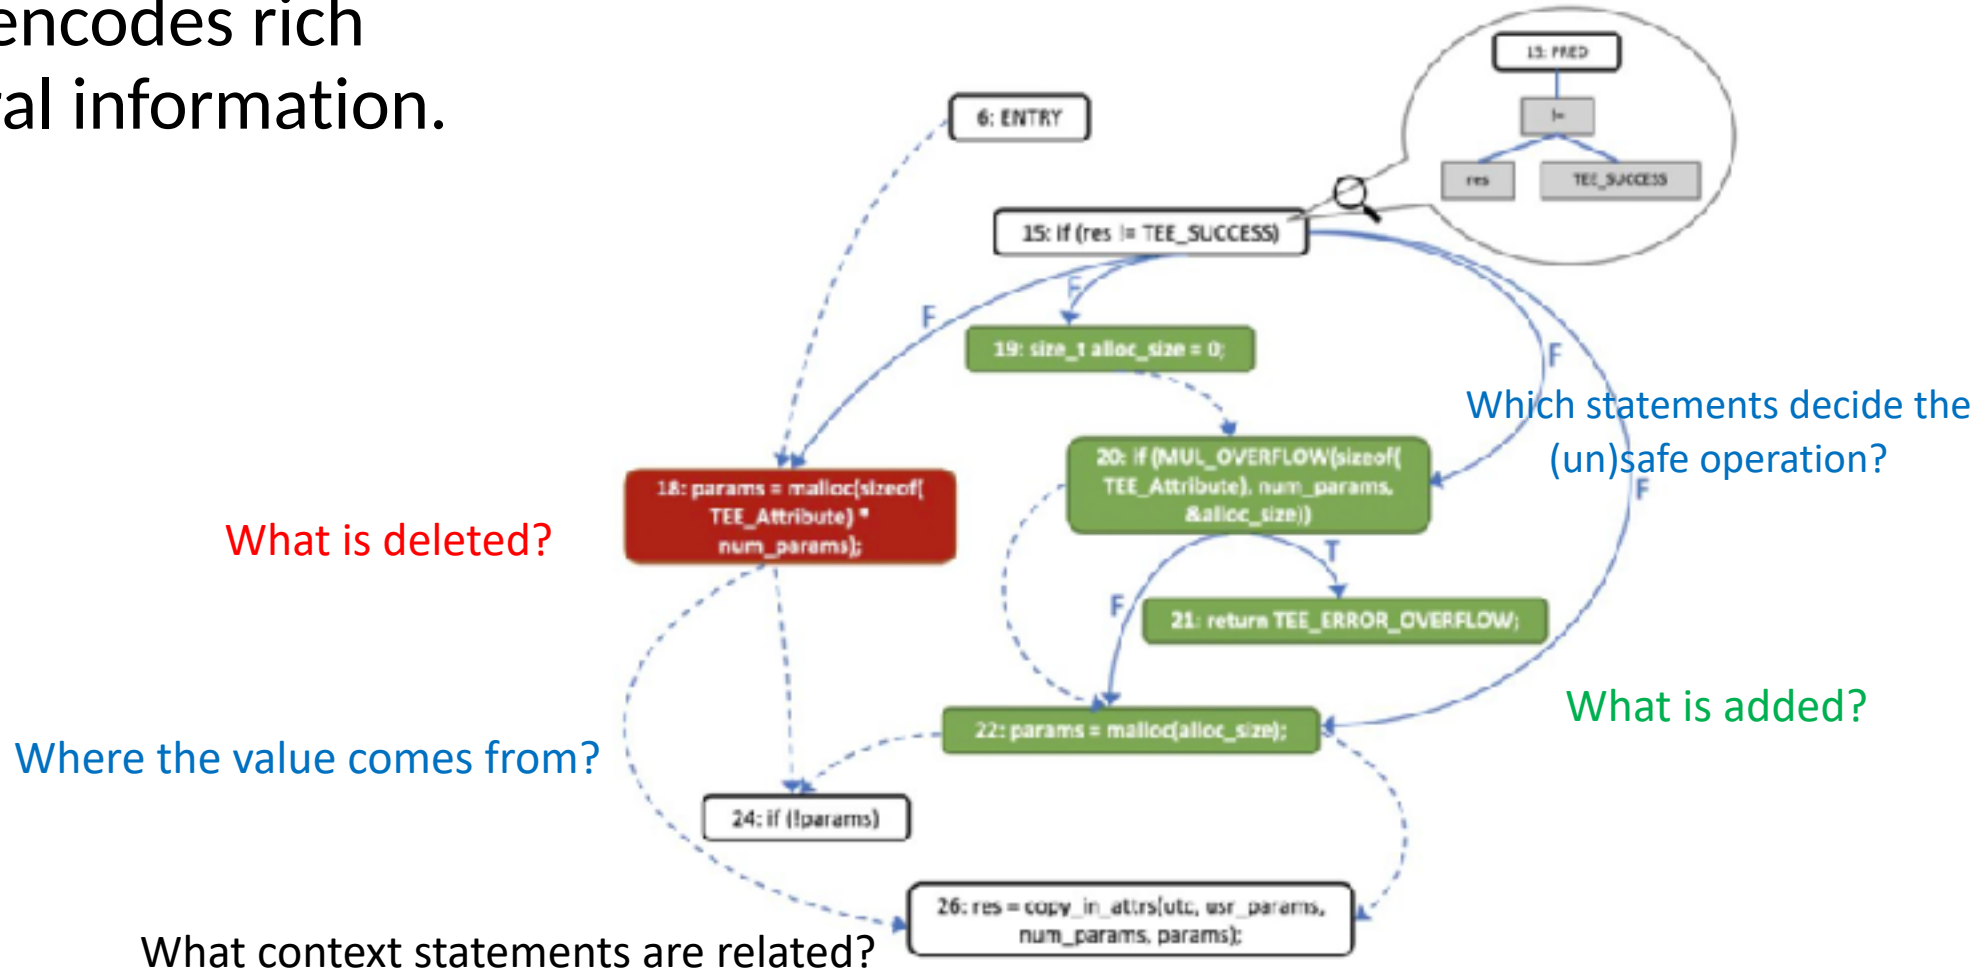 encodes rich
ral information.
13: PRED
!=
res
TEE_SUCCESS
6: ENTRY
15: if (res != TEE_SUCCESS)
F
F
F
F
19: size_t alloc_size = 0;
Which statements decide the
(un)safe operation?
20: if (MUL_OVERFLOW(sizeof(
TEE_Attribute), num_params,
&alloc_size))
18: params = malloc(sizeof(
TEE_Attribute) *
num_params);
What is deleted?
T
F
21: return TEE_ERROR_OVERFLOW;
What is added?
22: params = malloc(alloc_size);
Where the value comes from?
24: if (!params)
26: res = copy_in_attrs(utc, usr_params,
num_params, params);
What context statements are related?